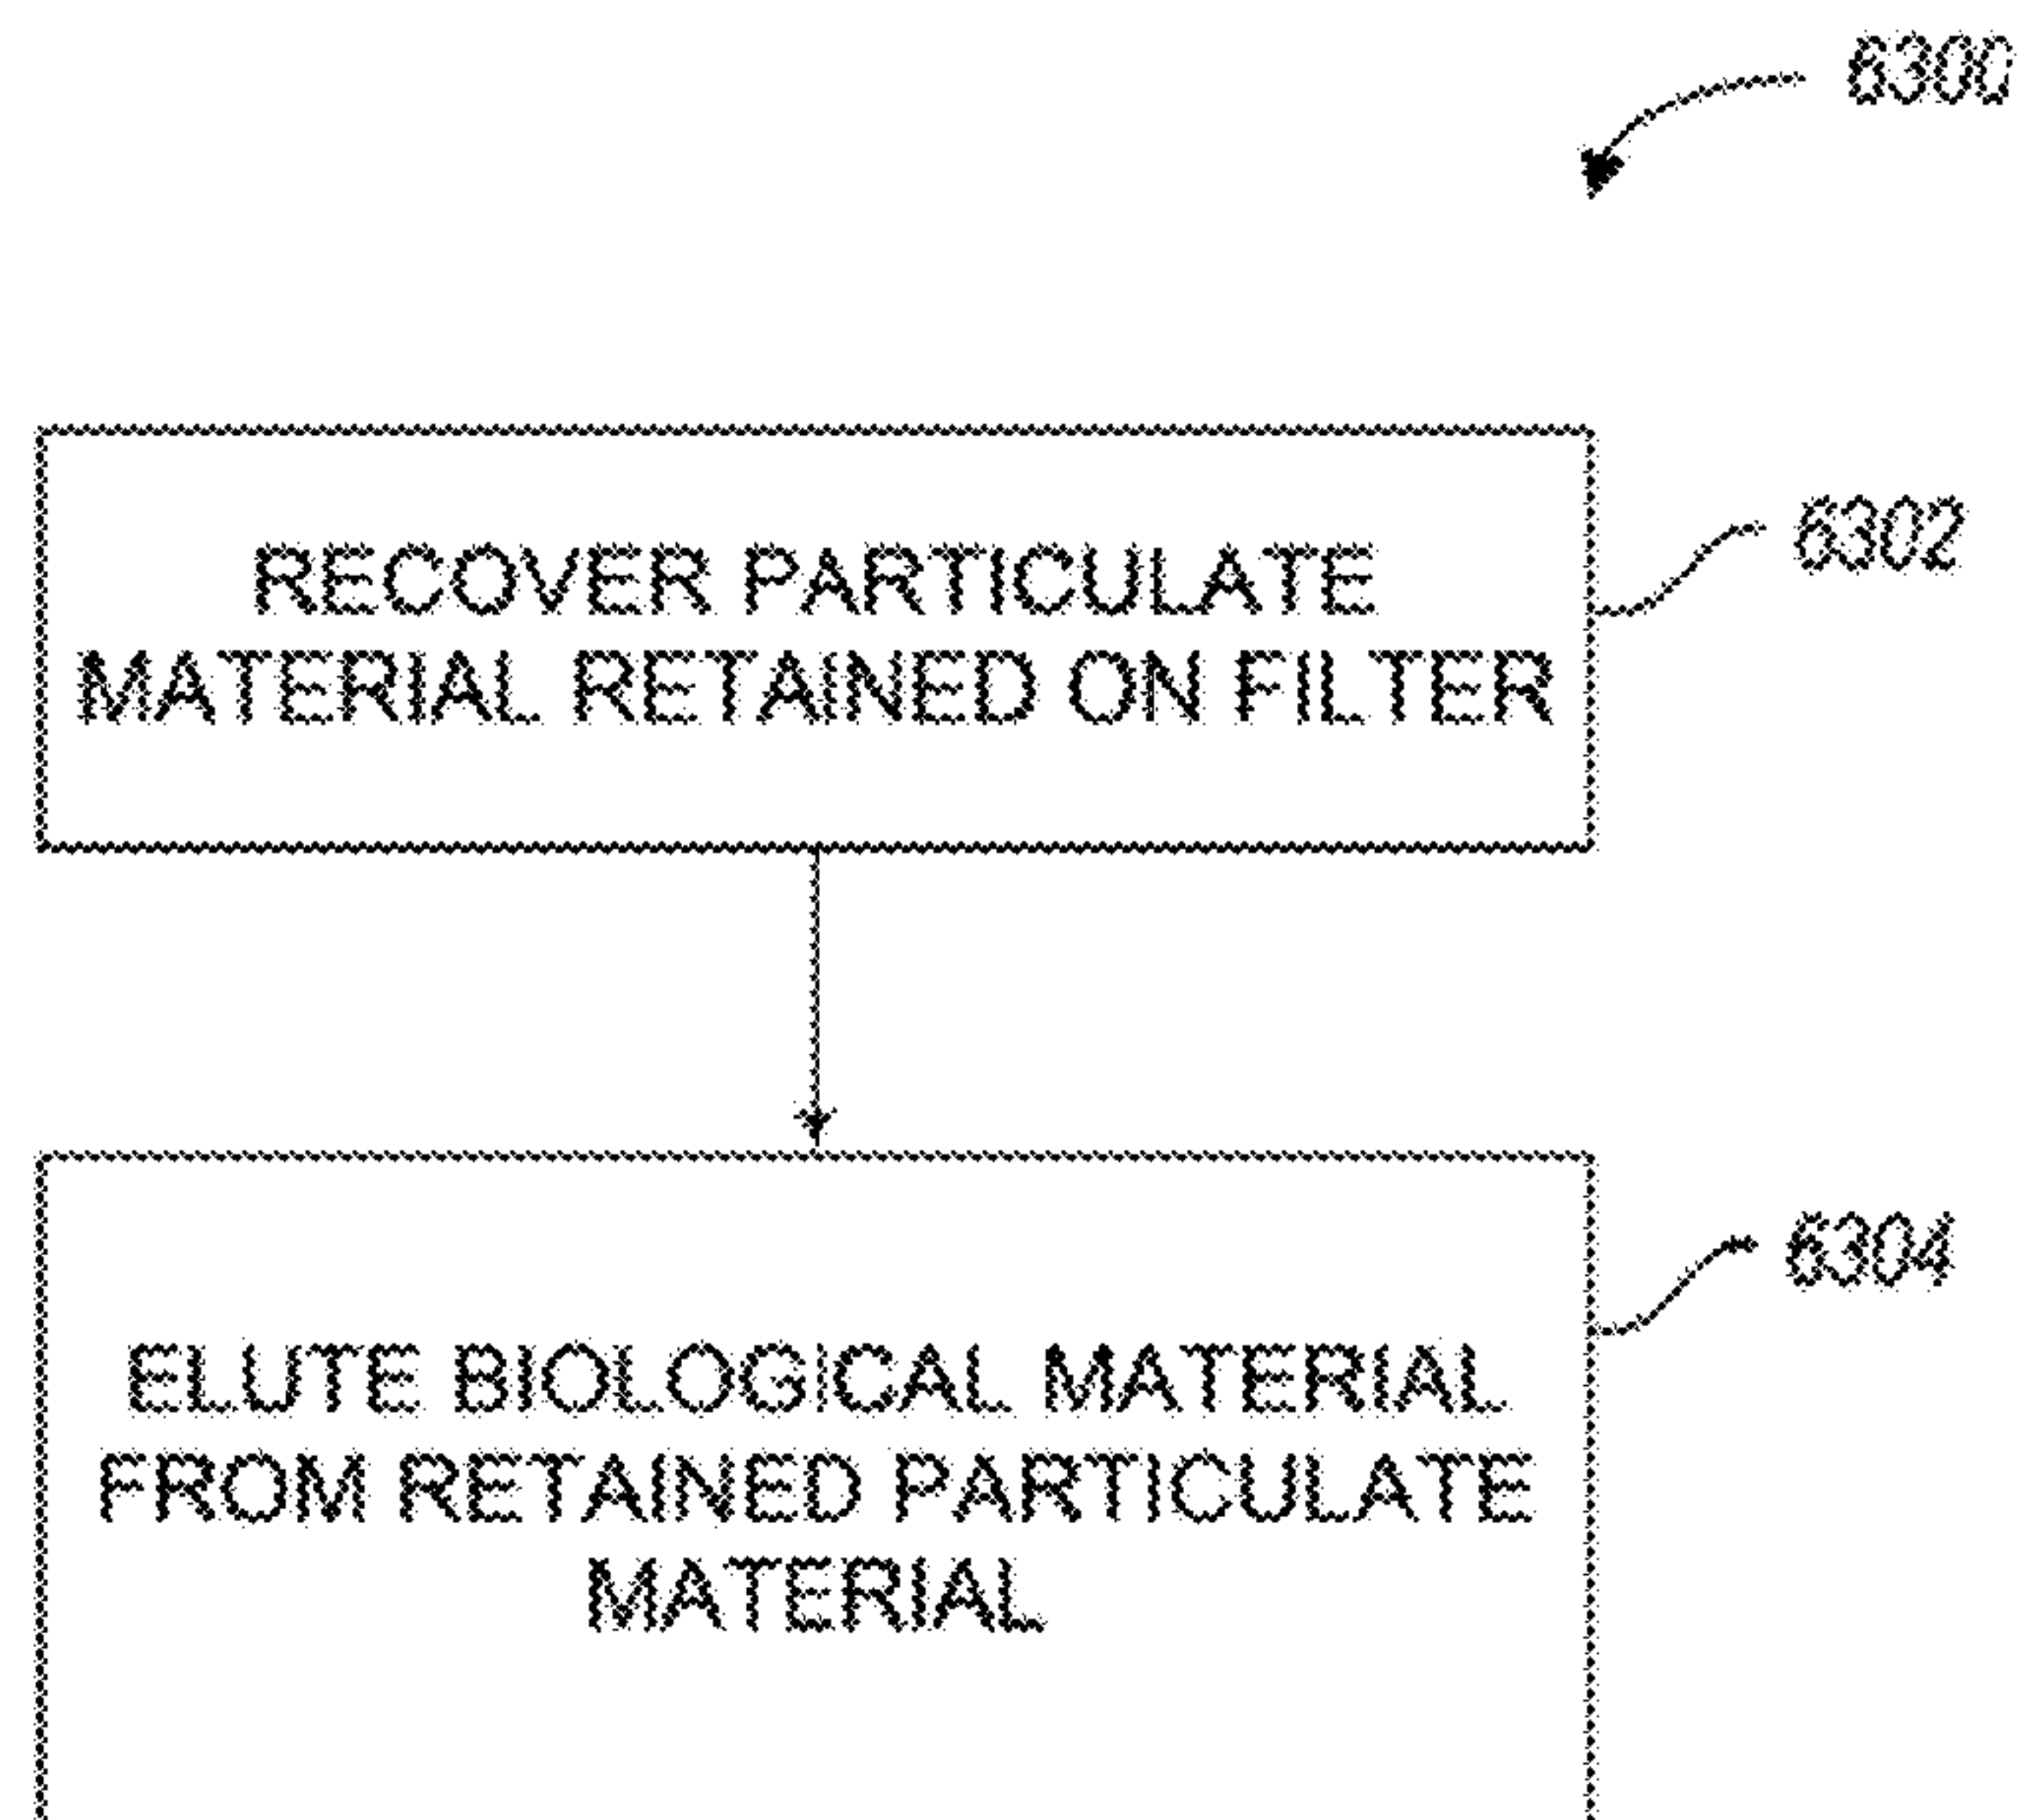 6300
RECOVER PARTICULATE
6302
MATERIAL RETAINED ON FILTER
6304
ELUTE BIOLOGICAL MATERIAL
FROM RETAINED PARTICULATE
MATERIAL